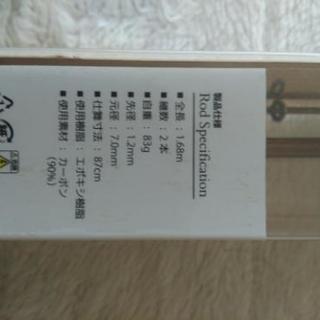 製品仕様
Rod Specification
■全長：1.68m
■継数：2本
■自重：83g
■先径：1.2mm
■元径：7.0mm
■仕舞寸法：87cm
■使用樹脂：エポキシ樹脂
■使用素材：カーボン
(90%)